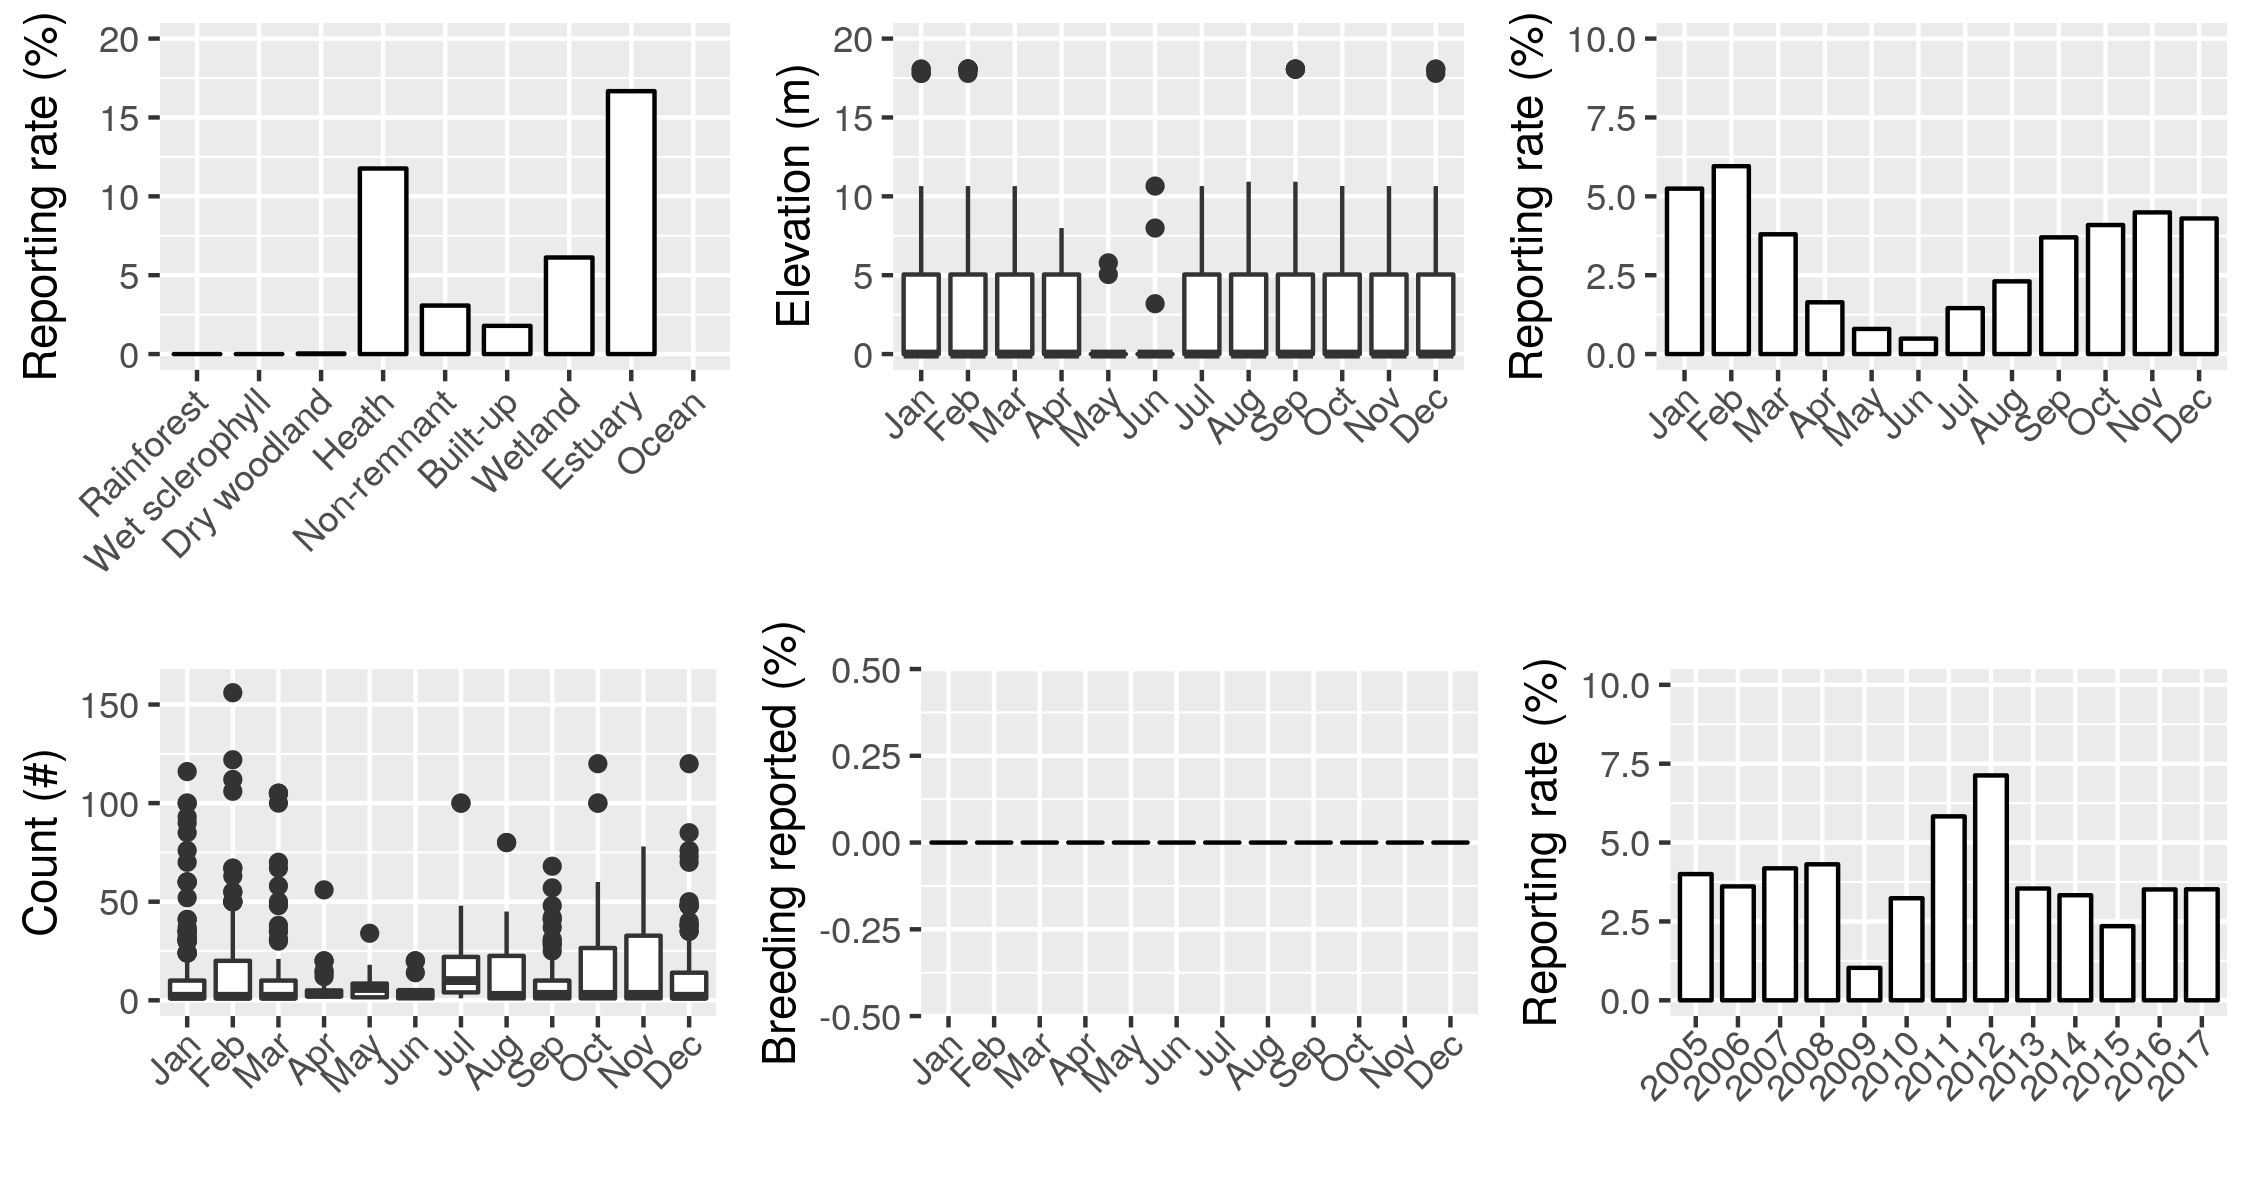 Reporting rate (%)
20
15
10
5
0
Rainforest
Wet sclerophyll
Dry woodland
Heath
Non-remnant
Built-up
Wetland
Estuary
Ocean
Elevation (m)
20
15
10
5
0
Jan
Feb
Mar
Apr
May
Jun
Jul
Aug
Sep
Oct
Nov
Dec
Reporting rate (%)
10.0
7.5
5.0
2.5
0.0
Jan
Feb
Mar
Apr
May
Jun
Jul
Aug
Sep
Oct
Nov
Dec
Count (#)
150
100
50
0
Jan
Feb
Mar
Apr
May
Jun
Jul
Aug
Sep
Oct
Nov
Dec
Breeding reported (%)
0.50
0.25
0.00
-0.25
-0.50
Jan
Feb
Mar
Apr
May
Jun
Jul
Aug
Sep
Oct
Nov
Dec
Reporting rate (%)
10.0
7.5
5.0
2.5
0.0
2005
2006
2007
2008
2009
2010
2011
2012
2013
2014
2015
2016
2017